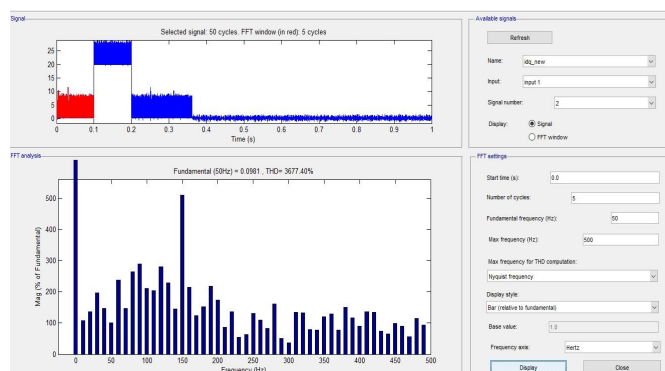 Signal
Selected signal: 50 cycles. FFT window (in red): 5 cycles
25
20
15
10
5
0
0 0.1 0.2 0.3 0.4 0.5 0.6 0.7 0.8 0.9 1
Time (s)
FFT analysis
Fundamental (50Hz) = 0.0981 , THD= 3677.40%
Mag (% of Fundamental)
500
400
300
200
100
0
0 50 100 150 200 250 300 350 400 450 500
Frequency (Hz)
Available signals
Refresh
Name: idq_new
Input: input 1
Signal number: 2
Display: Signal
FFT window
FFT settings
Start time (s): 0.0
Number of cycles: 5
Fundamental frequency (Hz): 50
Max frequency (Hz): 500
Max frequency for THD computation:
Nyquist frequency
Display style:
Bar (relative to fundamental)
Base value: 1.0
Frequency axis: Hertz
Display Close